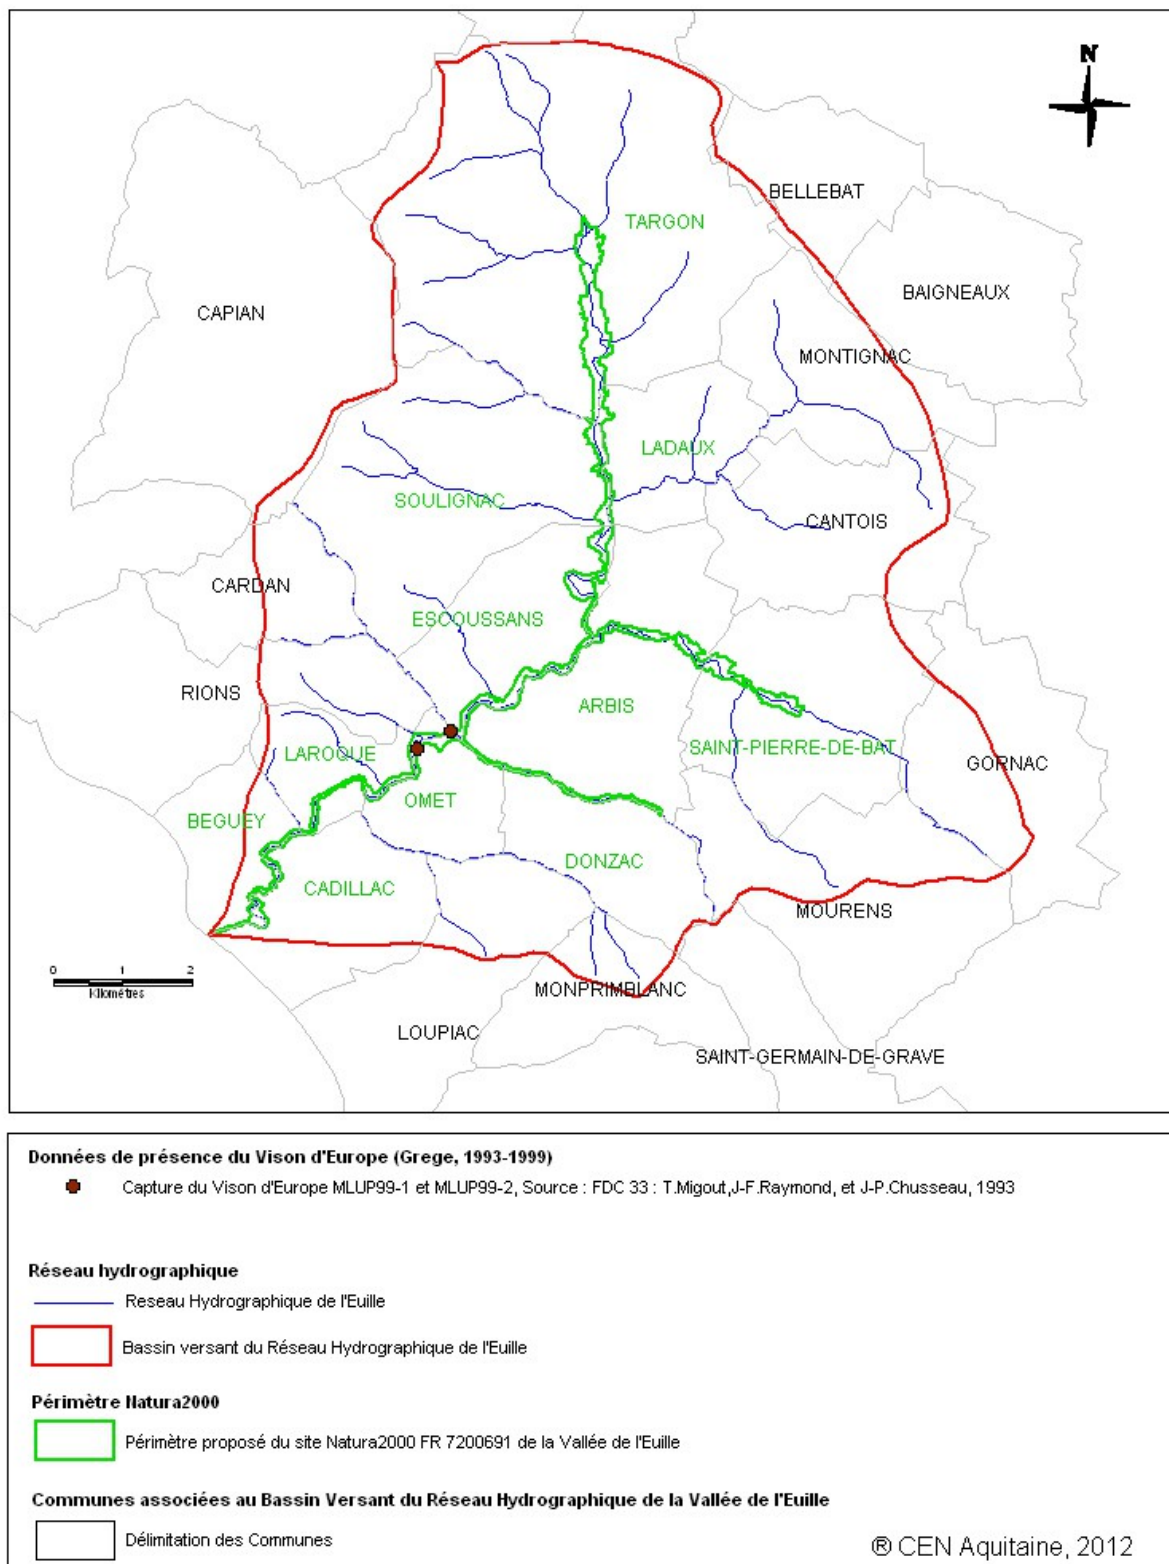 N
BELLEBAT
TARGON
BAIGNEAUX
CAPIAN
MONTIGNAC
LADAUX
SOULIGNAC
CANTOIS
CARDAN
ESCOUSSANS
RIONS
ARBIS
SAINT-PIERRE-DE-BAT
LAROQUE
GORNAC
OMET
BEGUEY
DONZAC
CADILLAC
MOURENS
0 1 2
Kilométres
MONPRIMBLANC
LOUPIAC
SAINT-GERMAIN-DE-GRAVE
Données de présence du Vison d'Europe (Grege, 1993-1999)
Capture du Vison d'Europe MLUP99-1 et MLUP99-2, Source : FDC 33 : T.Migout,J-F.Raymond, et J-P.Chusseau, 1993
Réseau hydrographique
Reseau Hydrographique de l'Euille
Bassin versant du Réseau Hydrographique de l'Euille
Périmètre Natura2000
Périmètre proposé du site Natura2000 FR 7200691 de la Vallée de l'Euille
Communes associées au Bassin Versant du Réseau Hydrographique de la Vallée de l'Euille
Délimitation des Communes
® CEN Aquitaine, 2012